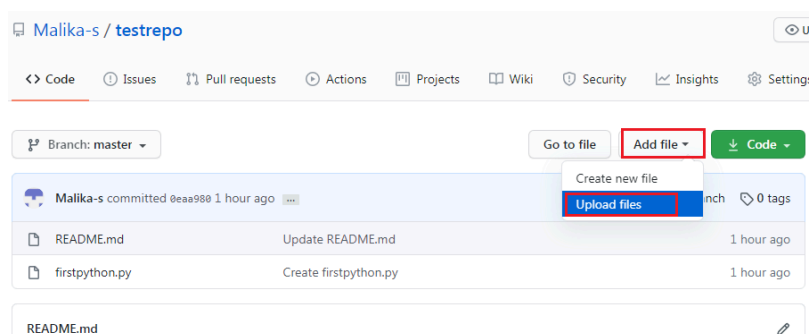 Malika-s / testrepo
Code Issues Pull requests Actions Projects Wiki Security Insights Settings
Branch: master Go to file Add file Code
Create new file
Malika-s committed 0eaa980 1 hour ago ... 0 tags
Upload files
README.md Update README.md 1 hour ago
firstpython.py Create firstpython.py 1 hour ago
README.md